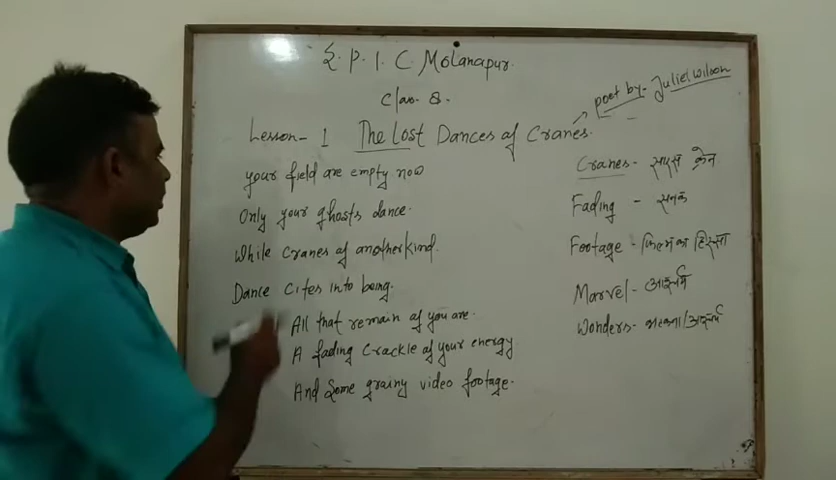 S. P. I. C. Molanapur.
Class 8.
poet by- Juliel wilson
Lesson- 1 The Lost Dances of Cranes.
your field are empty now
Only your ghosts dance.
while cranes of another kind.
Dance cites into being.
All that remain of you are.
A fading crackle of your energy
And Some grainy video footage.
Cranes- सारस क्रेन
Fading - सनक
Footage - फिल्म का हिस्सा
Marvel- आश्चर्य
Wonders- /आश्चर्य